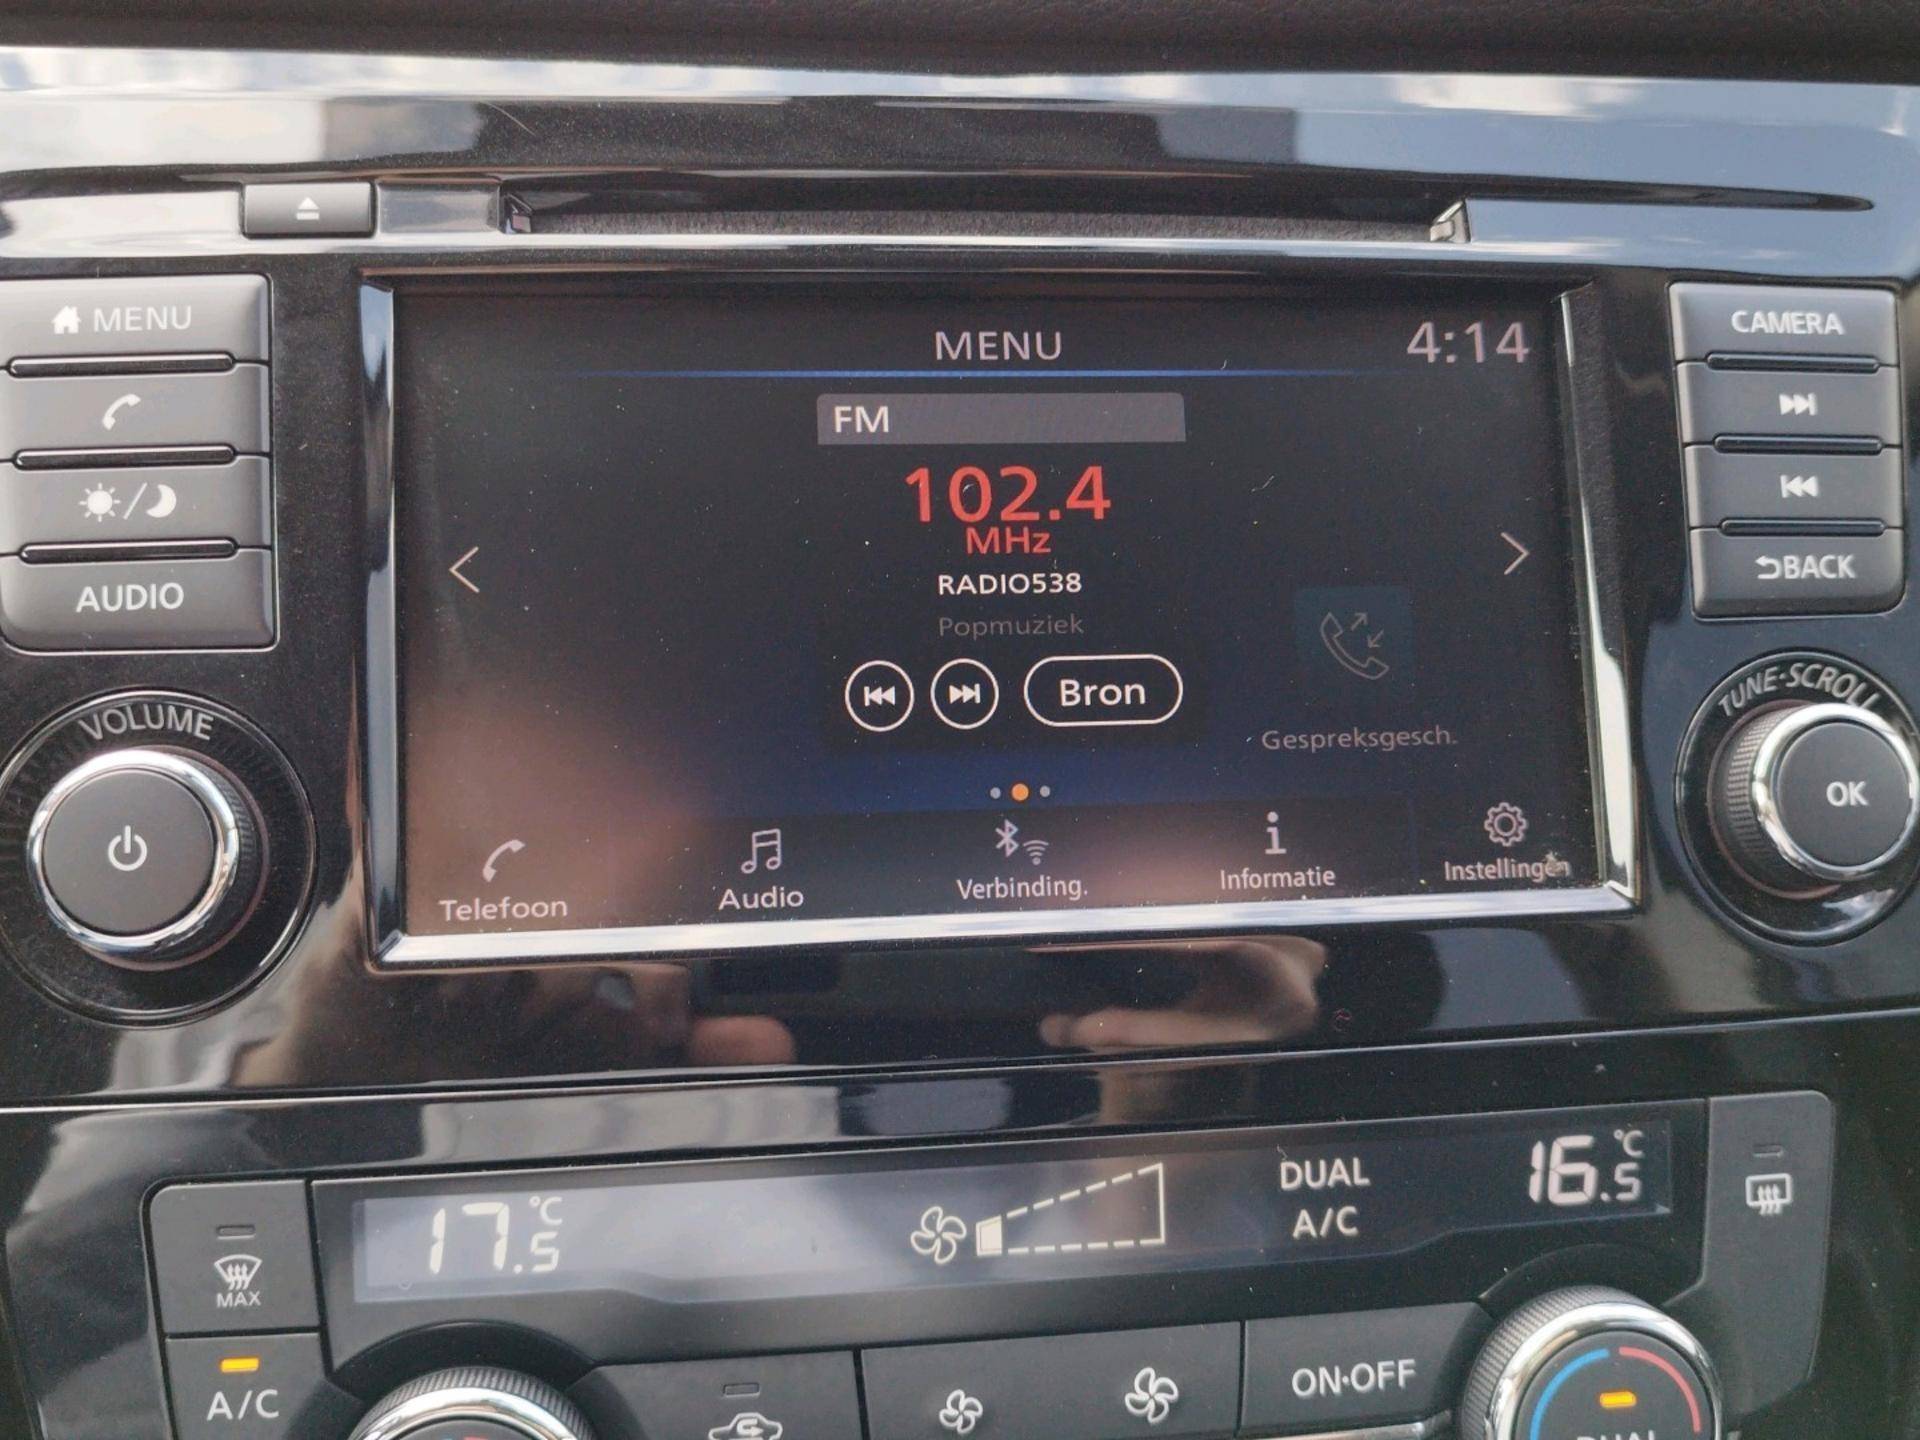 MENU
AUDIO
VOLUME
MENU
4:14
FM
102.4
MHz
RADIO538
Popmuziek
Bron
Gespreksgesch.
Telefoon
Audio
Verbinding.
Informatie
Instellingen
CAMERA
BACK
TUNE·SCROLL
OK
17.5 °C
DUAL
A/C
16.5 °C
MAX
A/C
ON·OFF
DUAL